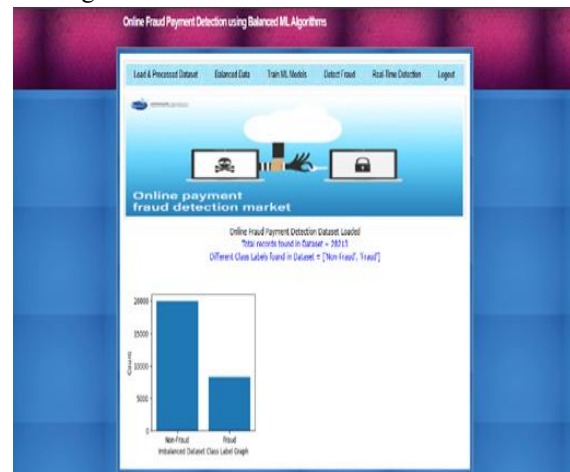 Online Fraud Payment Detection using Balanced ML Algorithms
Load & Processed Dataset Balanced Data Train ML Models Detect Fraud Real Time Detection Logout
Online payment
fraud detection market
Online Fraud Payment Detection Dataset Loaded
Total records found in Dataset = 28213
Different Class Labels found in Dataset = ['Non-Fraud', 'Fraud']
20000
15000
10000
5000
0
Count
Non-Fraud Fraud
Imbalanced Dataset Class Label Graph